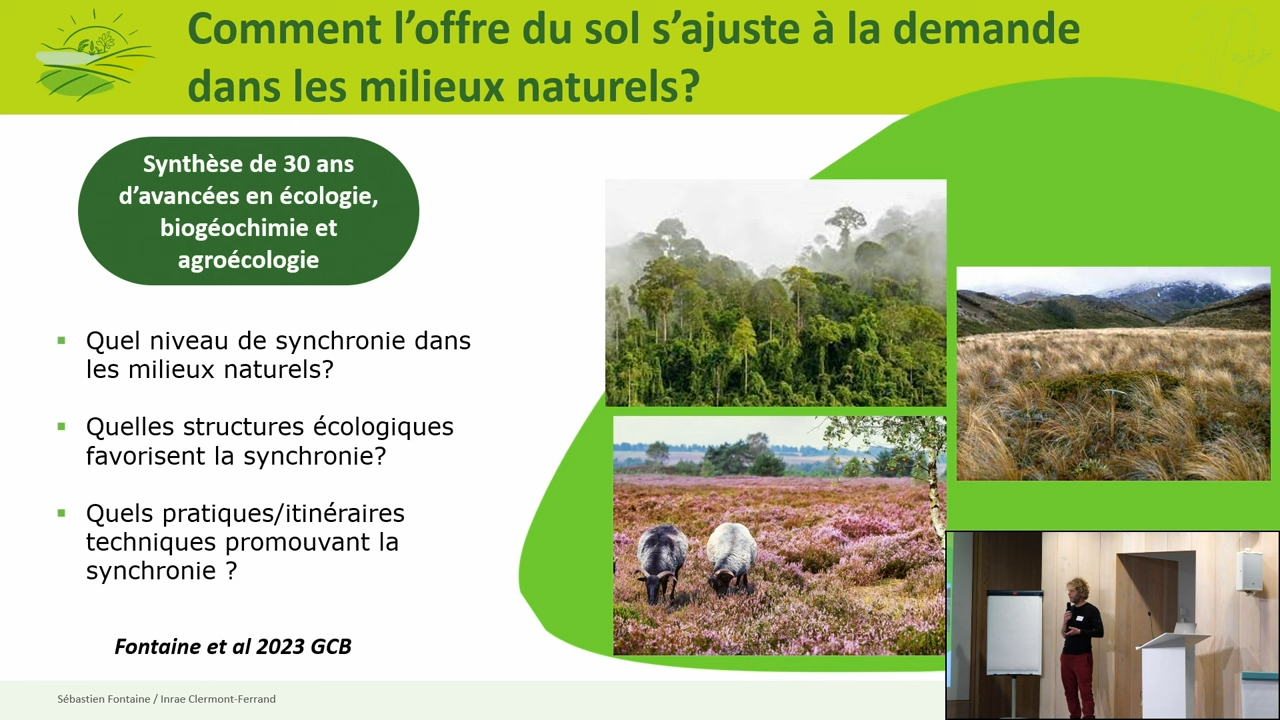 Comment l’offre du sol s’ajuste à la demande
dans les milieux naturels?
Synthèse de 30 ans
d’avancées en écologie,
biogéochimie et
agroécologie
▪ Quel niveau de synchronie dans
les milieux naturels?
▪ Quelles structures écologiques
favorisent la synchronie?
▪ Quels pratiques/itinéraires
techniques promouvant la
synchronie ?
Fontaine et al 2023 GCB
Sébastien Fontaine / Inrae Clermont-Ferrand